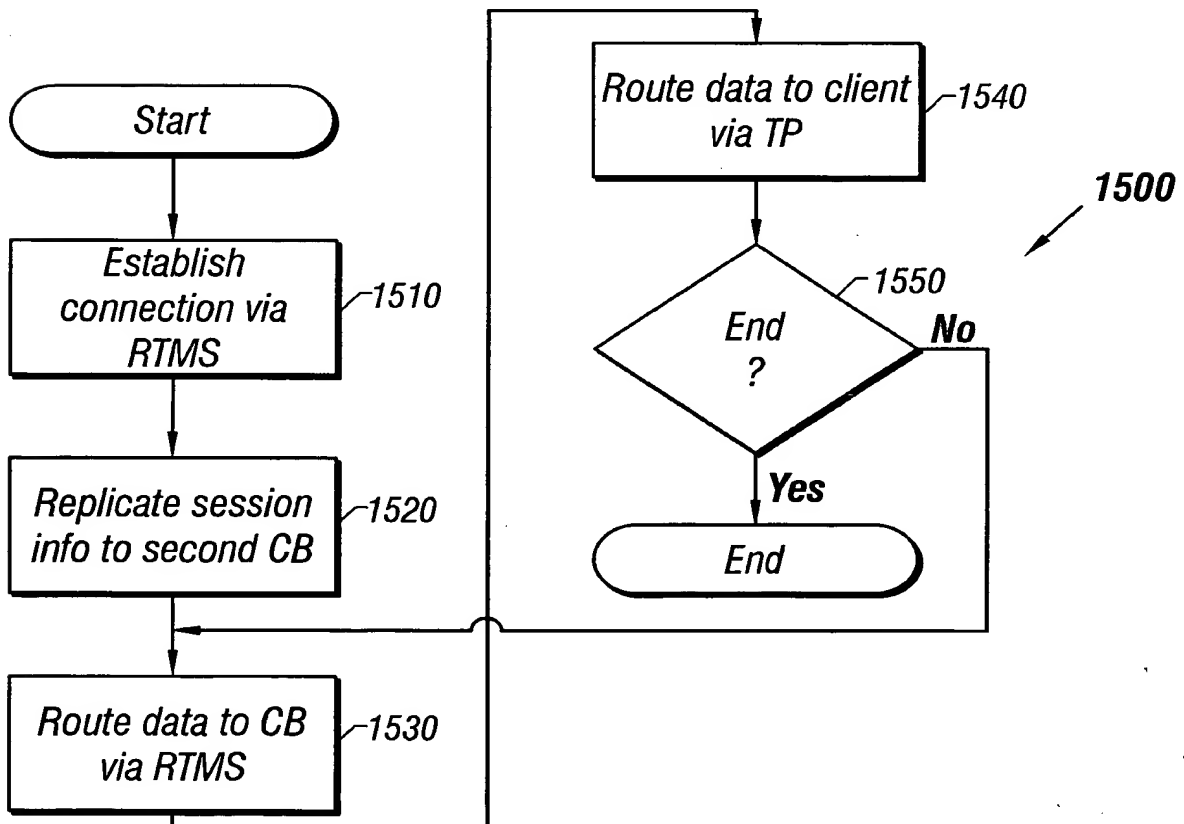 Start
Establish
connection via
RTMS
1510
Replicate session
info to second CB
1520
Route data to CB
via RTMS
1530
Route data to client
via TP
1540
1500
End
?
1550
No
Yes
End